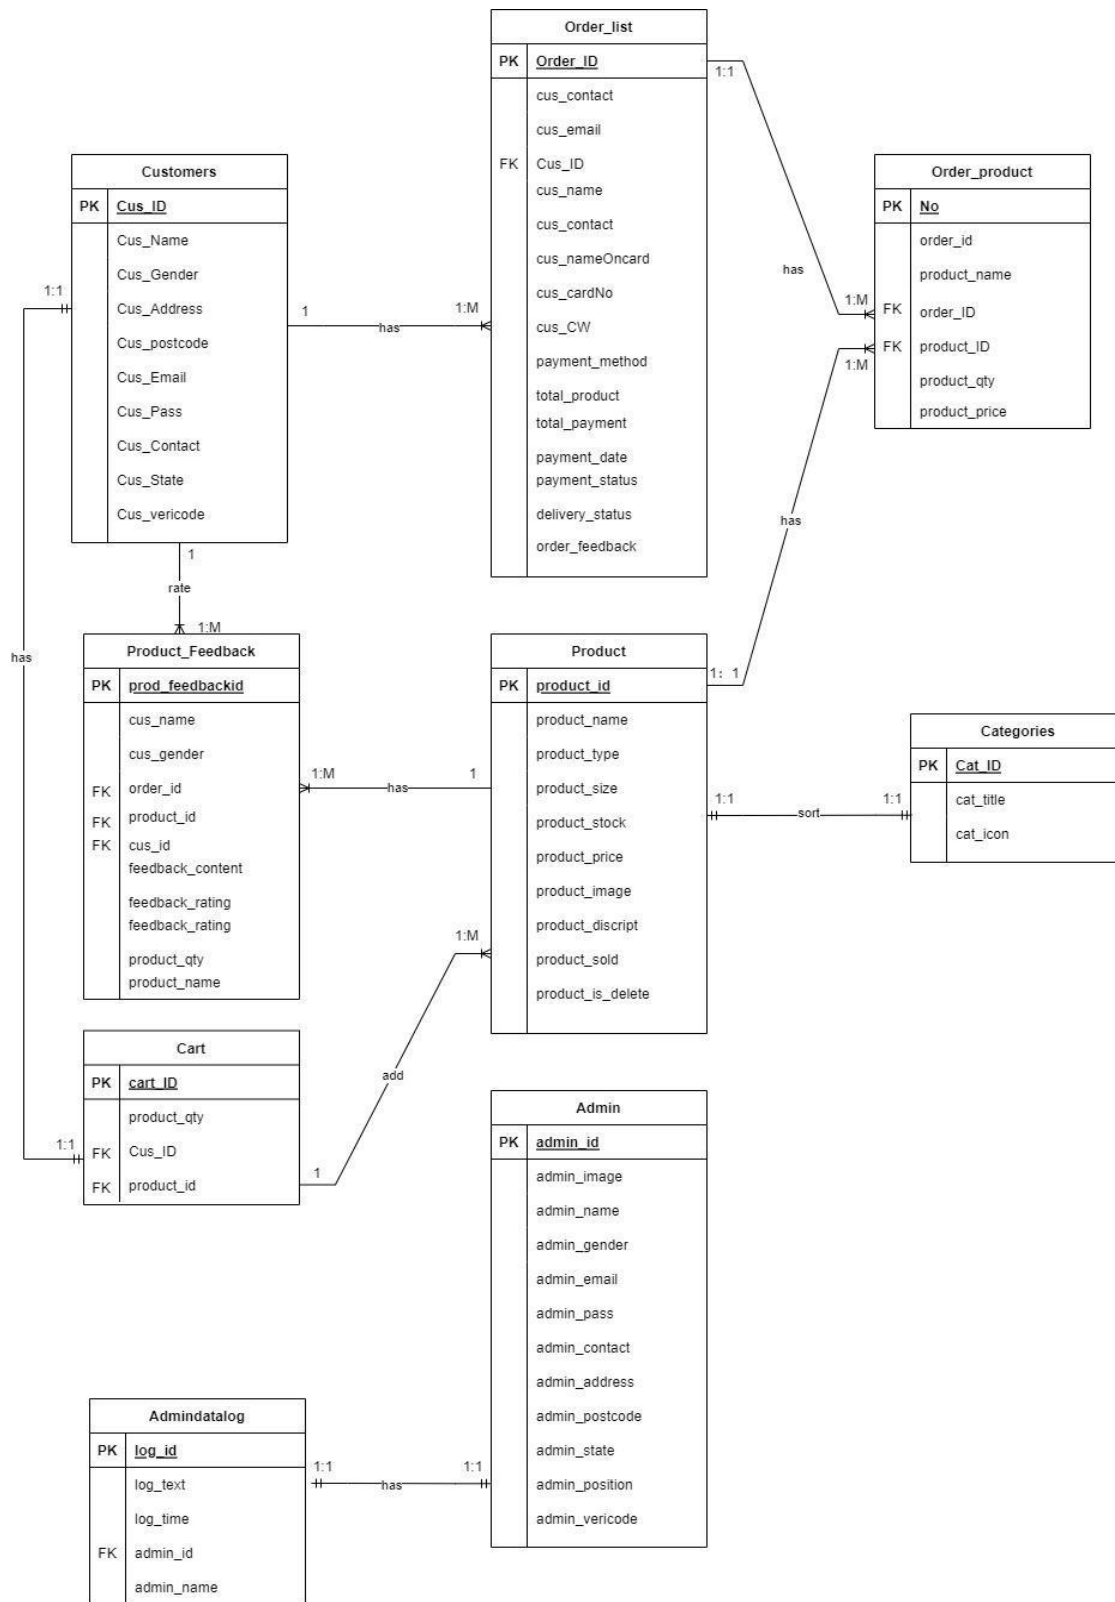 Order_list
PK Order_ID
cus_contact
cus_email
FK Cus_ID
cus_name
cus_contact
cus_nameOncard
cus_cardNo
cus_CW
payment_method
total_product
total_payment
payment_date
payment_status
delivery_status
order_feedback
1:1
has
1:M
Order_product
PK No
order_id
product_name
FK order_ID
FK product_ID
product_qty
product_price
1:M
has
1: 1
Customers
PK Cus_ID
Cus_Name
Cus_Gender
Cus_Address
Cus_postcode
Cus_Email
Cus_Pass
Cus_Contact
Cus_State
Cus_vericode
1:1
has
1:1
1
has
1:M
1
rate
1:M
Product_Feedback
PK prod_feedbackid
cus_name
cus_gender
FK order_id
FK product_id
FK cus_id
feedback_content
feedback_rating
feedback_rating
product_qty
product_name
1:M
has
1
Product
PK product_id
product_name
product_type
product_size
product_stock
product_price
product_image
product_discript
product_sold
product_is_delete
1:1
sort
1:1
Categories
PK Cat_ID
cat_title
cat_icon
Cart
PK cart_ID
product_qty
FK Cus_ID
FK product_id
1
add
1:M
Admin
PK admin_id
admin_image
admin_name
admin_gender
admin_email
admin_pass
admin_contact
admin_address
admin_postcode
admin_state
admin_position
admin_vericode
Admindatalog
PK log_id
log_text
log_time
FK admin_id
admin_name
1:1
has
1:1